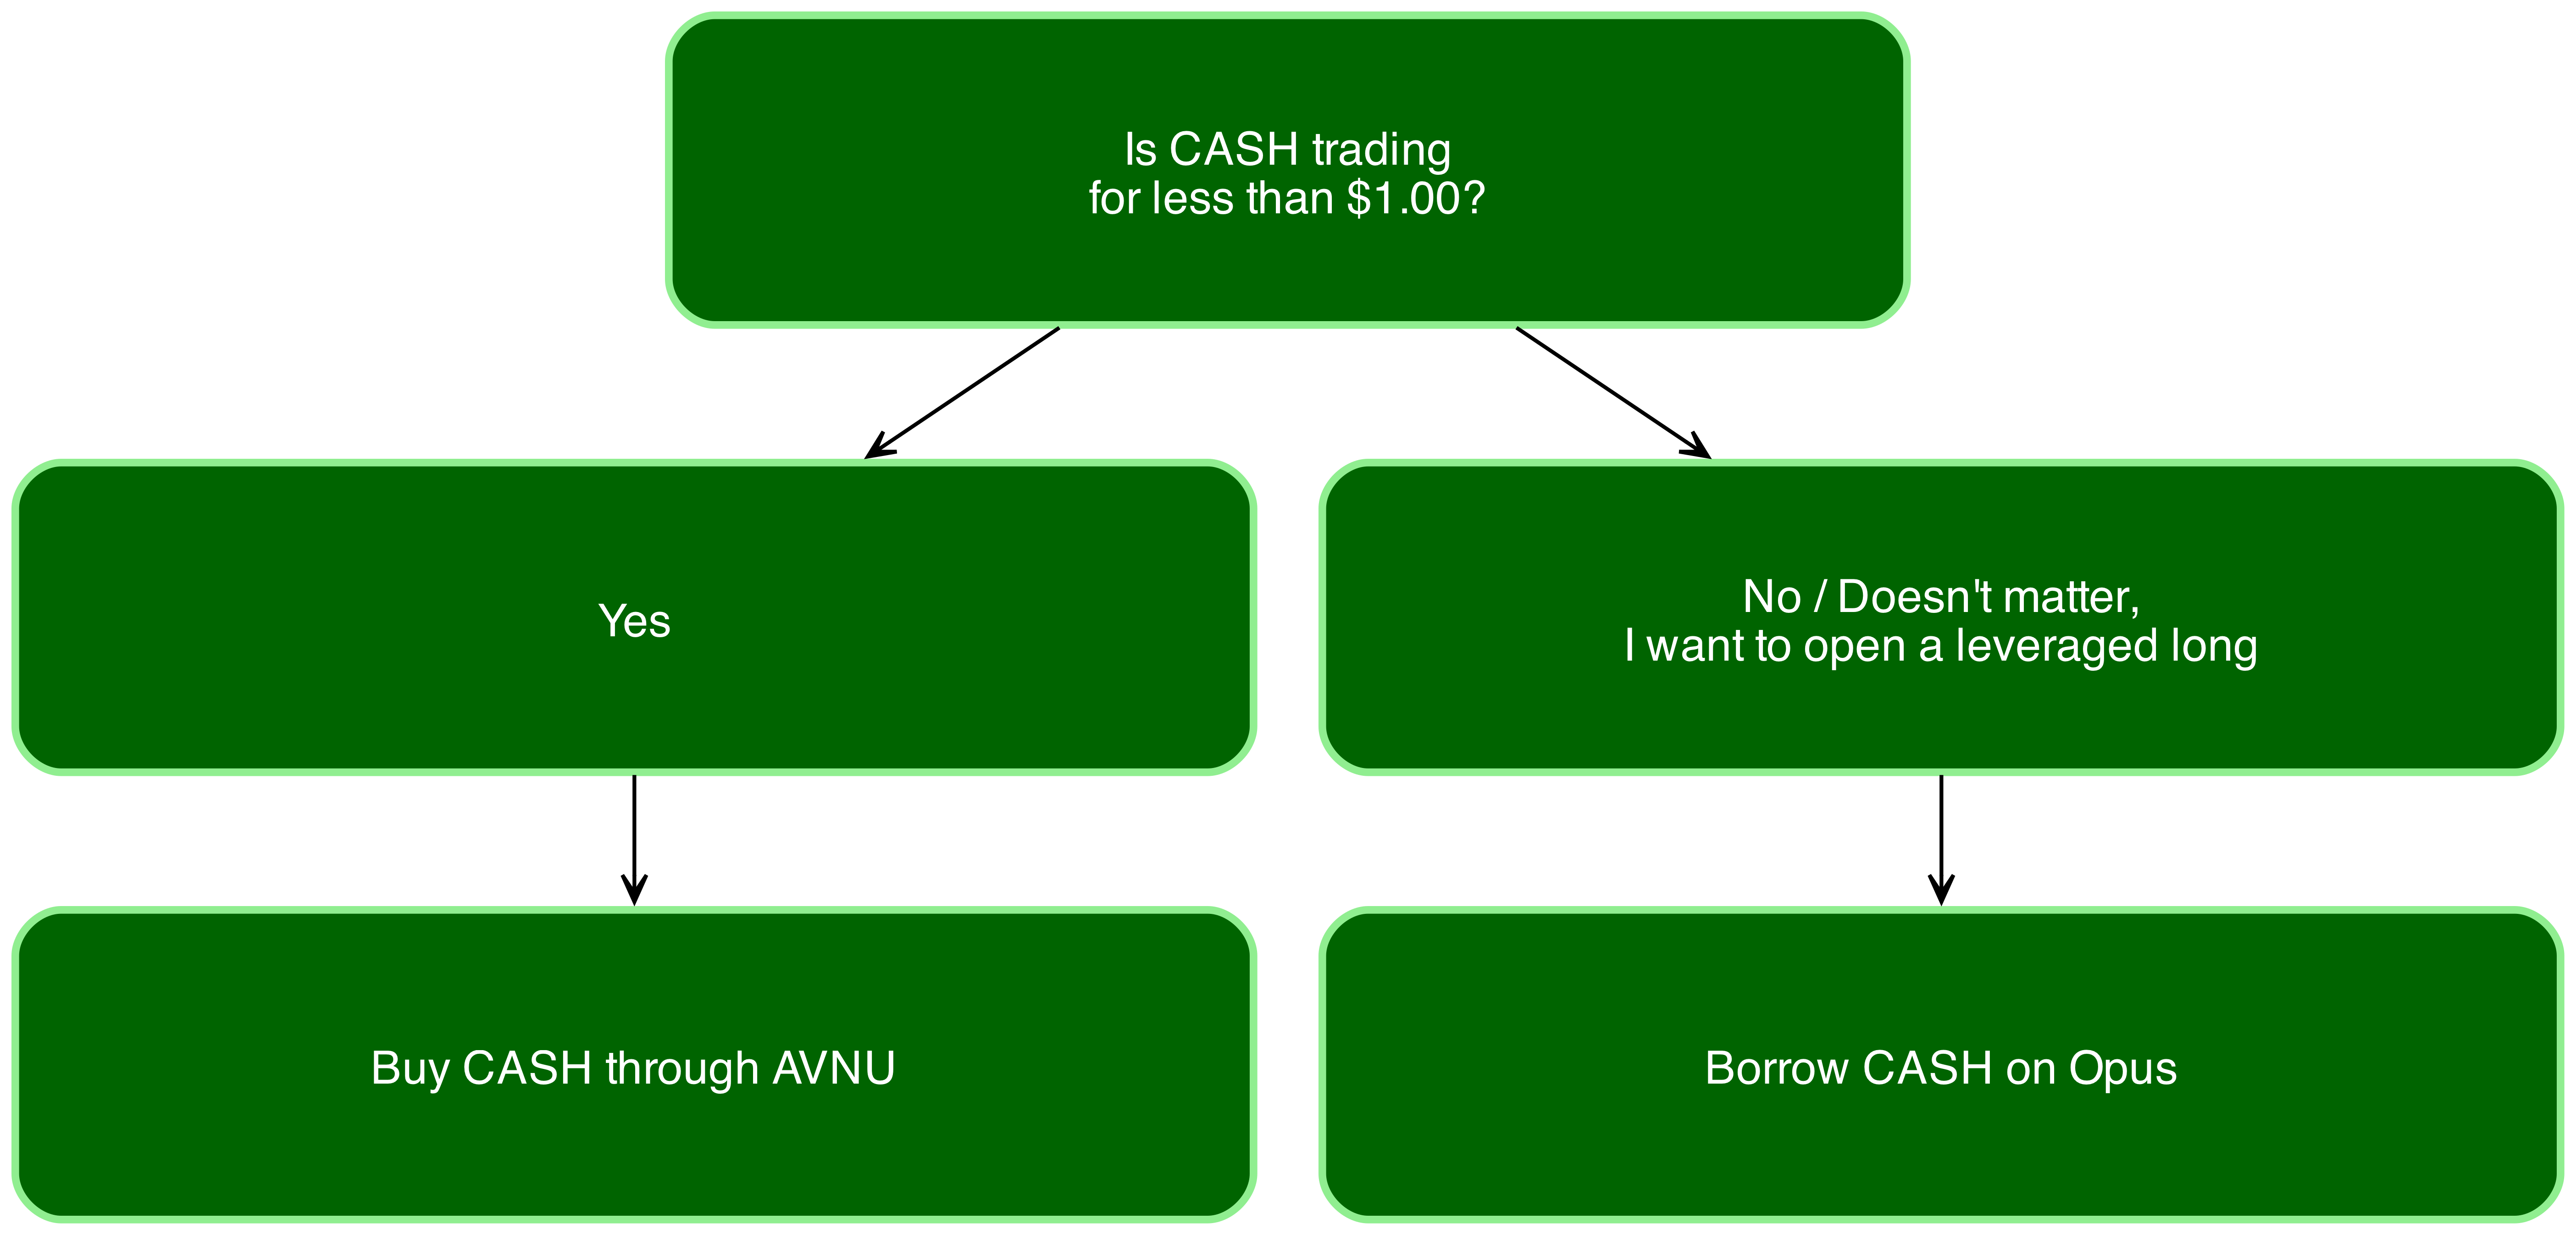 Is CASH trading
for less than $1.00?
Yes
No / Doesn't matter,
I want to open a leveraged long
Buy CASH through AVNU
Borrow CASH on Opus